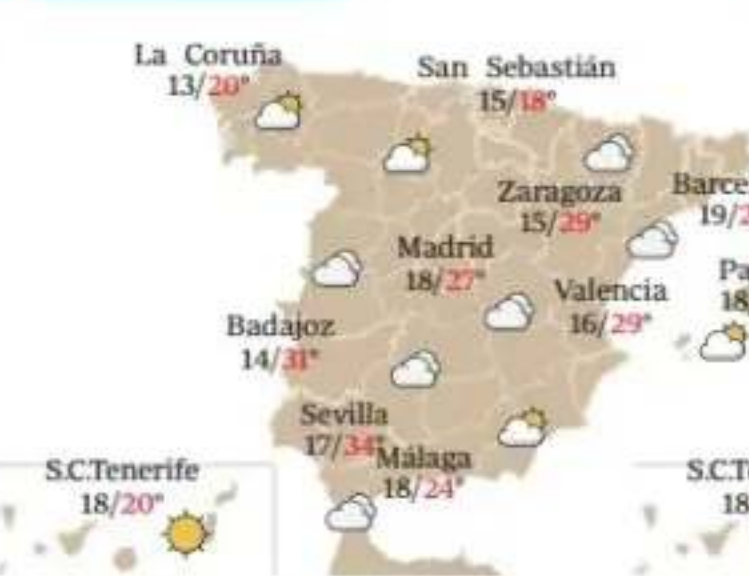 La Coruña
13/20°
San Sebastián
15/18°
Zaragoza
15/29°
Barce
19/2
Madrid
18/27°
Pa
18
Valencia
16/29°
Badajoz
14/31°
Sevilla
17/34°
Málaga
18/24°
S.C.Tenerife
18/20°
S.C.T
18